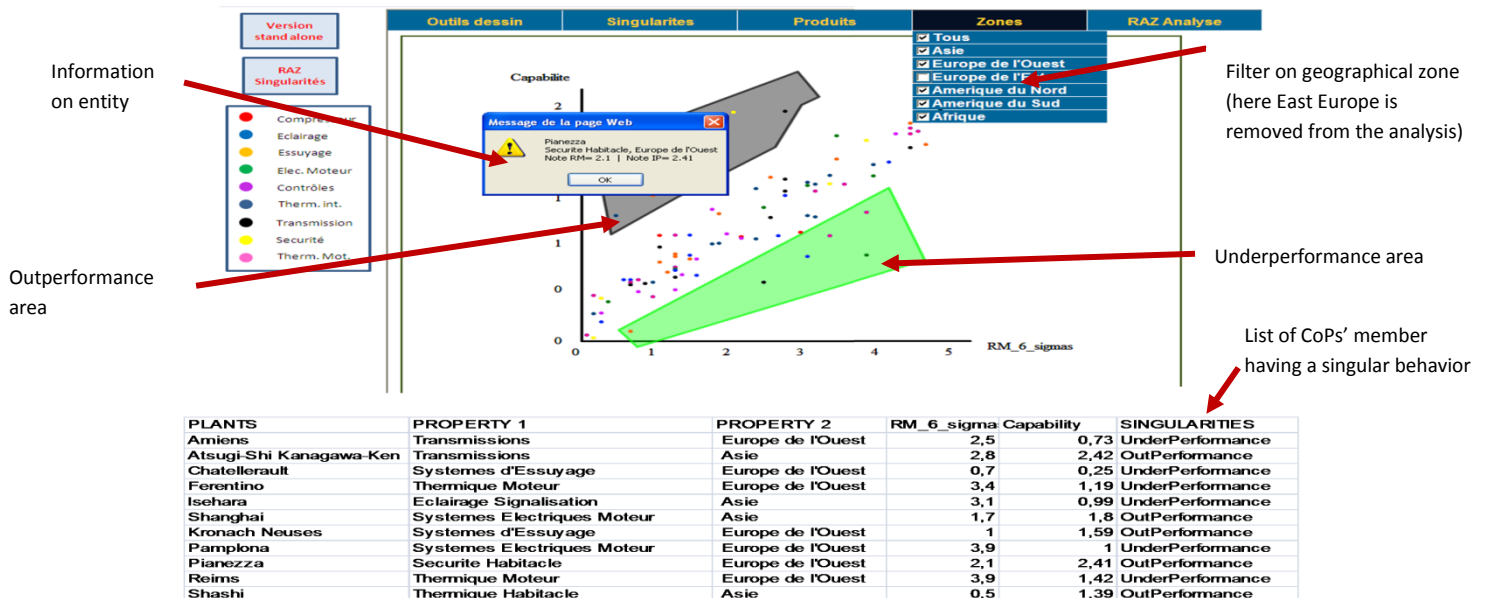 Version
stand alone
RAZ
Singularités
Outils dessin Singularites Produits Zones RAZ Analyse
Tous
Asie
Europe de l'Ouest
Europe de
Amerique du Nord
Amerique du Sud
Afrique
Information
on entity
Filter on geographical zone
(here East Europe is
removed from the analysis)
Compresseur
Eclairage
Essuyage
Elec. Moteur
Contrôles
Therm. int.
Transmission
Securité
Therm. Mot.
Capabilite
2
Message de la page Web
Pianezza
Securite Habitacle, Europe de l'Ouest
Note RM= 2.1 | Note IP= 2.41
OK
1
1
0
0
0 1 2 3 4 5 RM_6_sigmas
Outperformance
area
Underperformance area
List of CoPs' member
having a singular behavior
PLANTS PROPERTY 1 PROPERTY 2 RM_6_sigma Capability SINGULARITIES
Amiens Transmissions Europe de l'Ouest 2,5 0,73 UnderPerformance
Atsugi-Shi Kanagawa-Ken Transmissions Asie 2,8 2,42 OutPerformance
Chatellerault Systemes d'Essuyage Europe de l'Ouest 0,7 0,25 UnderPerformance
Ferentino Thermique Moteur Europe de l'Ouest 3,4 1,19 UnderPerformance
Isehara Eclairage Signalisation Asie 3,1 0,99 UnderPerformance
Shanghai Systemes Electriques Moteur Asie 1,7 1,8 OutPerformance
Kronach Neuses Systemes d'Essuyage Europe de l'Ouest 1 1,59 OutPerformance
Pamplona Systemes Electriques Moteur Europe de l'Ouest 3,9 1 UnderPerformance
Pianezza Securite Habitacle Europe de l'Ouest 2,1 2,41 OutPerformance
Reims Thermique Moteur Europe de l'Ouest 3,9 1,42 UnderPerformance
Shashi Thermique Habitacle Asie 0,5 1,39 OutPerformance